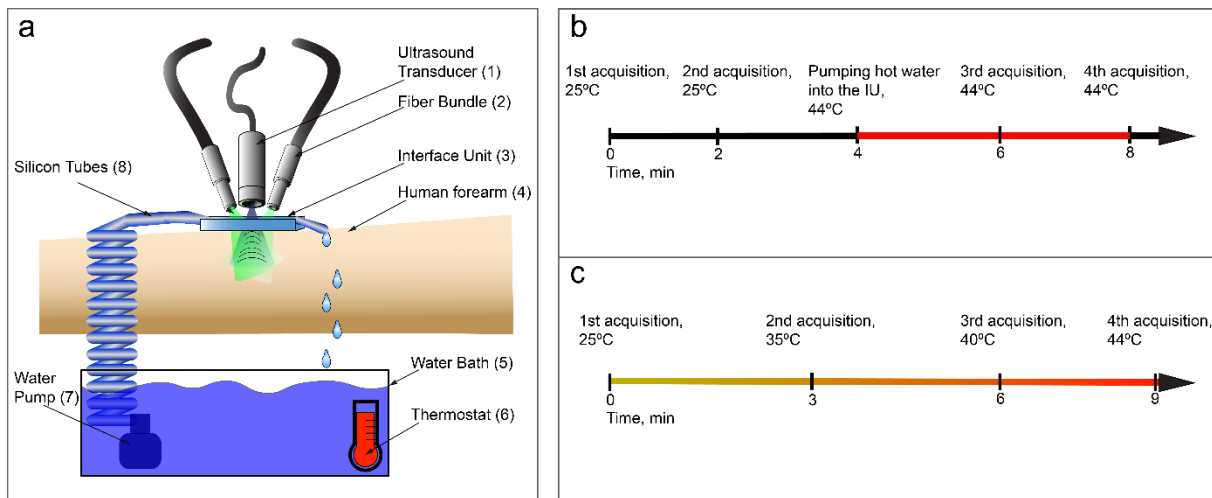 a
Ultrasound
Transducer (1)
Fiber Bundle (2)
Interface Unit (3)
Human forearm (4)
Silicon Tubes (8)
Water Bath (5)
Water
Pump (7)
Thermostat (6)
b
1st acquisition,
25ºC
2nd acquisition,
25ºC
Pumping hot water
into the IU,
44ºC
3rd acquisition,
44ºC
4th acquisition,
44ºC
0
2
4
6
8
Time, min
c
1st acquisition,
25ºC
2nd acquisition,
35ºC
3rd acquisition,
40ºC
4th acquisition,
44ºC
0
3
6
9
Time, min